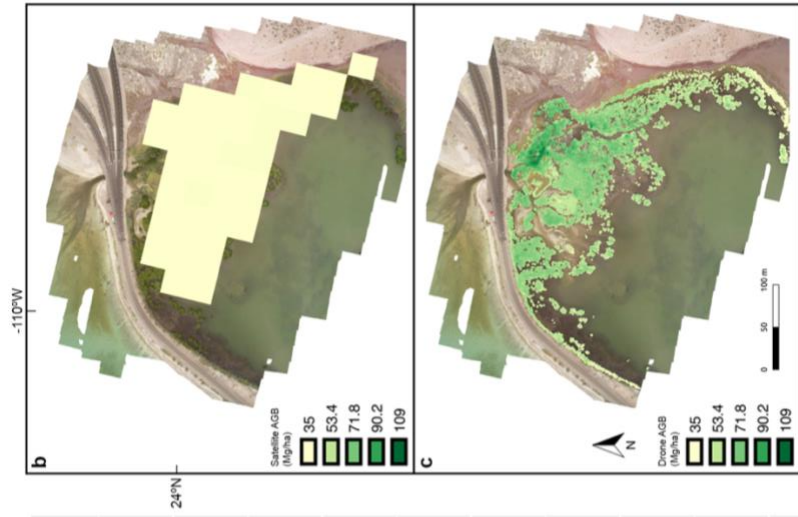 -110°W
24°N
b
Satellite AGB
(Mg/ha)
35
53.4
71.8
90.2
109
c
Drone AGB
(Mg/ha)
35
53.4
71.8
90.2
109
N
0 50 100 m